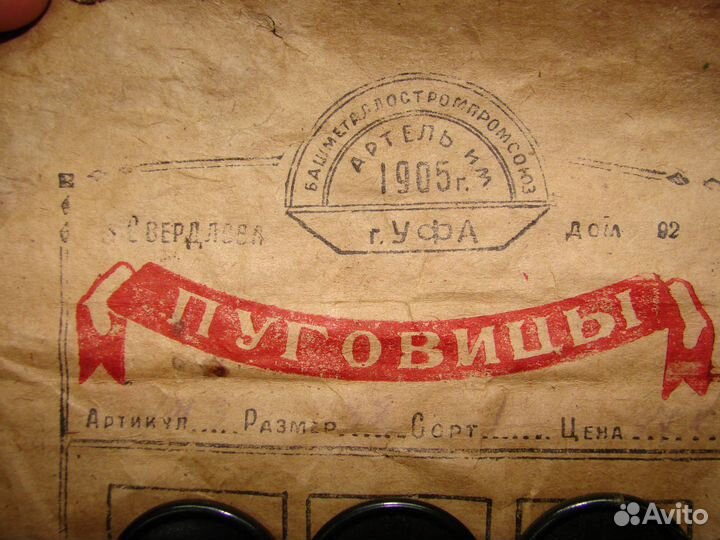 БАШМЕТАЛЛОСТРОМПРОМСОЮЗ
АРТЕЛЬ ИМ
1905 г.
СВЕРДЛОВА г. УФА ДОМ 92
ПУГОВИЦЫ
Артикул..... Размер....... Сорт....... Цена.......
Avito